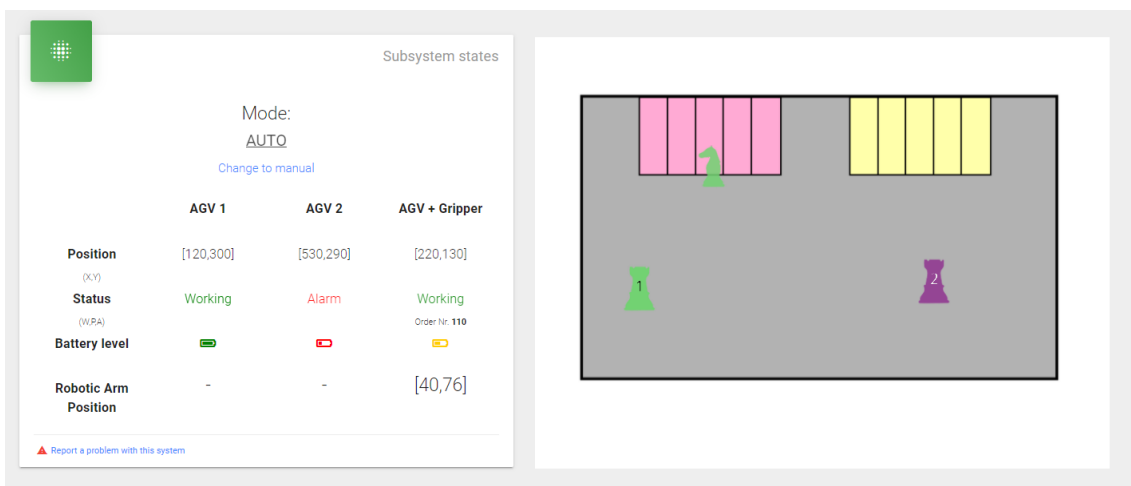 Subsystem states
Mode:
AUTO
Change to manual
AGV 1 AGV 2 AGV + Gripper
Position [120,300] [530,290] [220,130]
(X,Y)
Status Working Alarm Working
(W,P,A) Order Nr. 110
Battery level
Robotic Arm Position - - [40,76]
Report a problem with this system
1
2